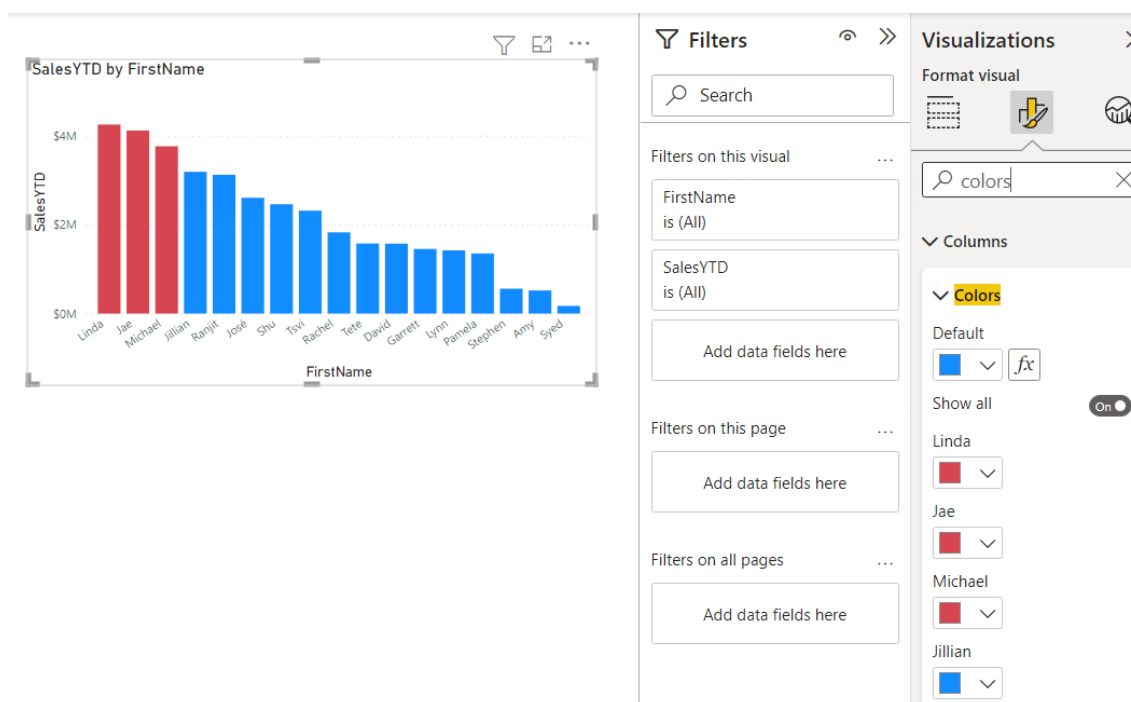 SalesYTD by FirstName
SalesYTD
$4M
$2M
$0M
Linda
Jae
Michael
Jillian
Ranjit
José
Shu
Tsvi
Rachel
Tete
David
Garrett
Lynn
Pamela
Stephen
Amy
Syed
FirstName
Filters
Search
Filters on this visual
...
FirstName
is (All)
SalesYTD
is (All)
Add data fields here
Filters on this page
...
Add data fields here
Filters on all pages
...
Add data fields here
Visualizations
Format visual
colors
Columns
Colors
Default
fx
Show all
On
Linda
Jae
Michael
Jillian